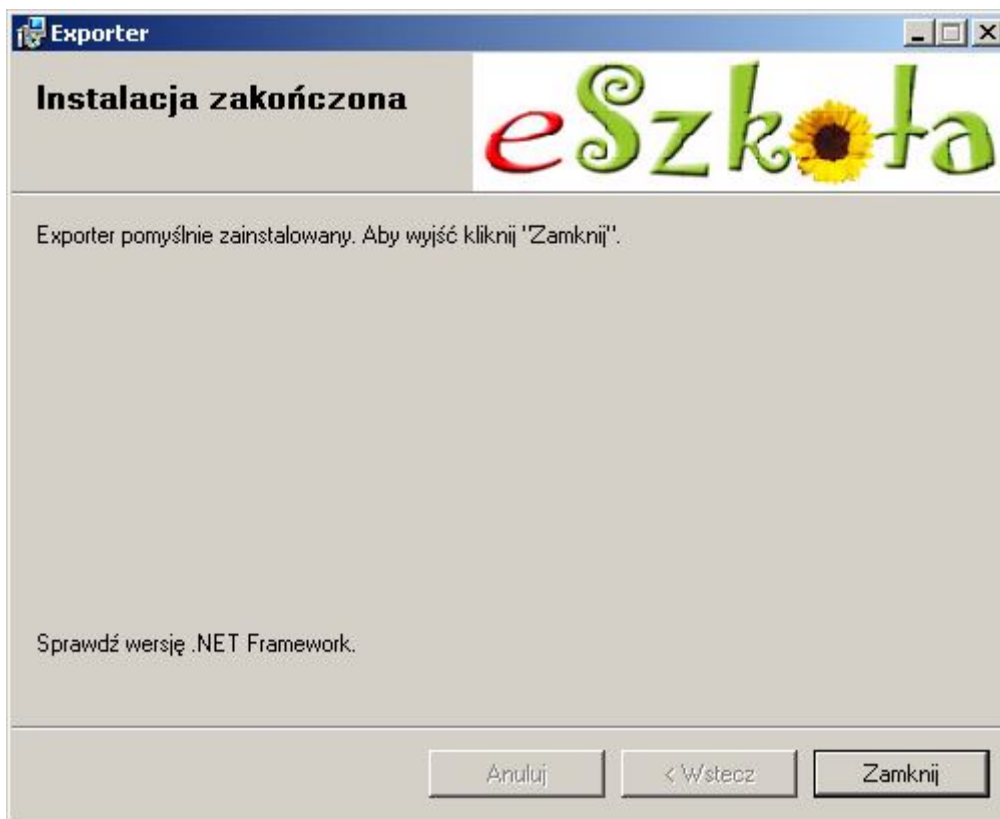 Exporter
Instalacja zakończona
eSzkoła
Exporter pomyślnie zainstalowany. Aby wyjść kliknij "Zamknij".
Sprawdź wersję .NET Framework.
Anuluj
< Wstecz
Zamknij